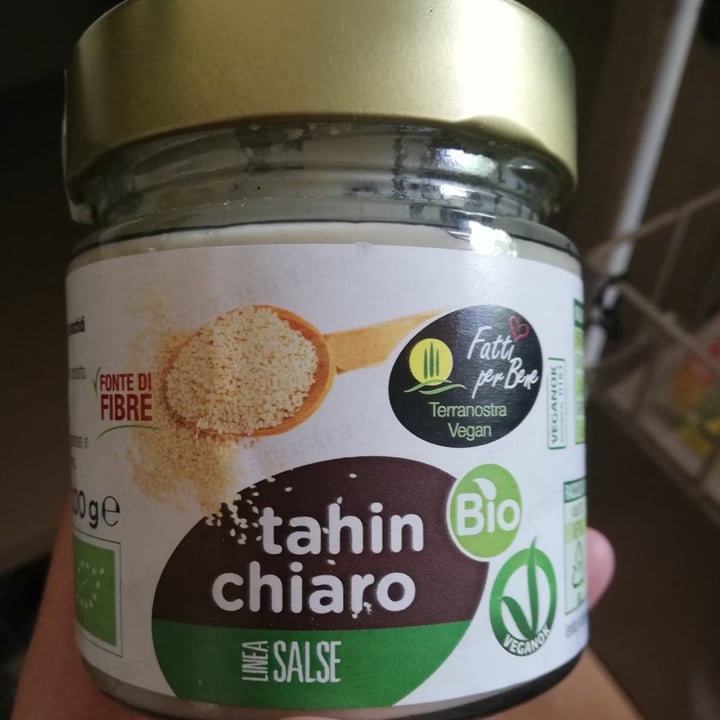 FONTE DI
FIBRE
Fatti
per Bene
Terranostra
Vegan
VEGANOK
Bio
tahin
chiaro
LINEA
SALSE
VEGANOK